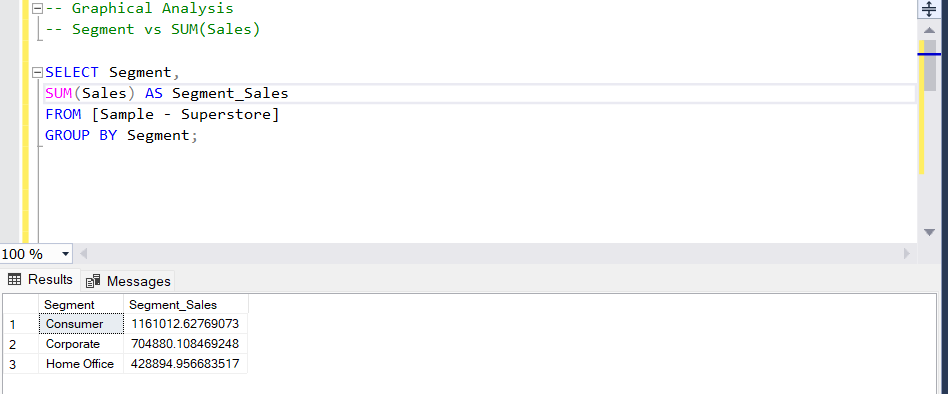 -- Graphical Analysis
-- Segment vs SUM(Sales)
SELECT Segment,
SUM(Sales) AS Segment_Sales
FROM [Sample - Superstore]
GROUP BY Segment;
100 %
Results Messages
Segment Segment_Sales
1 Consumer 1161012.62769073
2 Corporate 704880.108469248
3 Home Office 428894.956683517